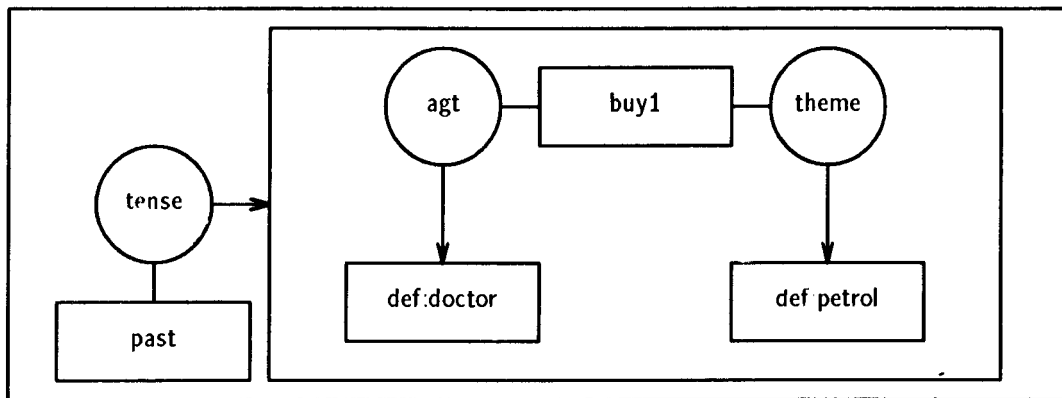 agt
buy1
theme
tense
def:doctor
def petrol
past